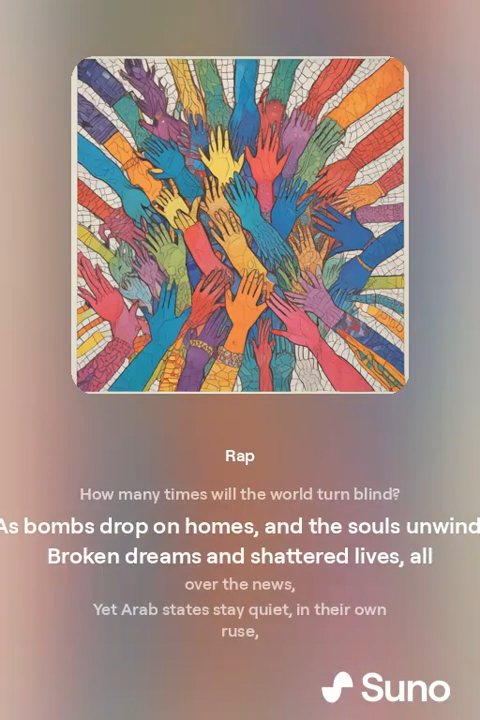 Rap
How many times will the world turn blind?
As bombs drop on homes, and the souls unwind
Broken dreams and shattered lives, all
over the news,
Yet Arab states stay quiet, in their own
ruse,
Suno